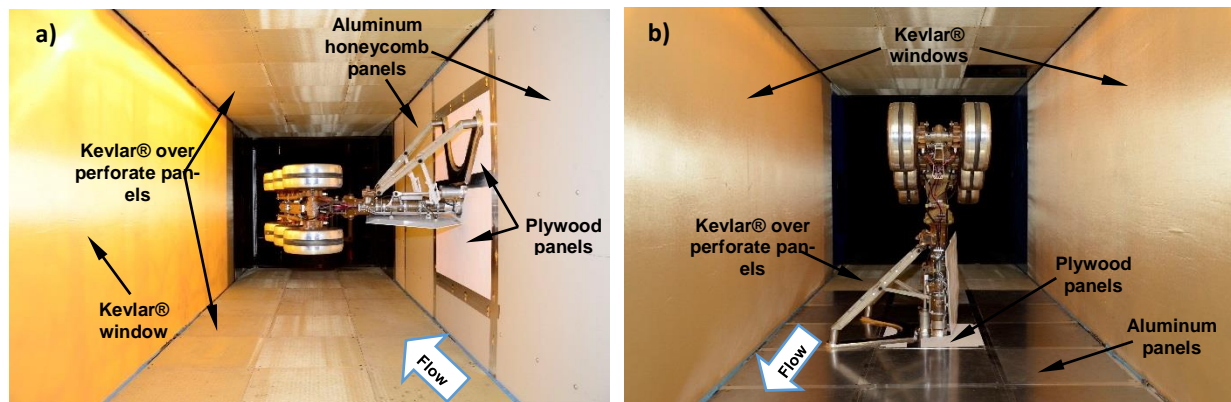 a)
Aluminum
honeycomb
panels
Kevlar® over
perforate pan-
els
Plywood
panels
Kevlar®
window
Flow
b)
Kevlar®
windows
Kevlar® over
perforate pan-
els
Plywood
panels
Aluminum
panels
Flow